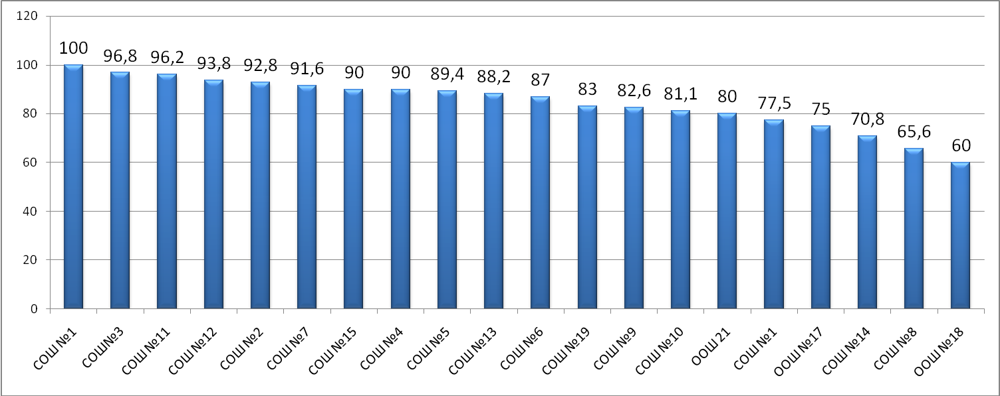 120
100
80
60
40
20
0
100
96,8
96,2
93,8
92,8
91,6
90
90
89,4
88,2
87
83
82,6
81,1
80
77,5
75
70,8
65,6
60
СОШ №1
СОШ№3
СОШ №11
СОШ №12
СОШ №2
СОШ №7
СОШ №15
СОШ №4
СОШ №5
СОШ №13
СОШ №6
СОШ №19
СОШ №9
СОШ №10
ООШ 21
СОШ №1
ООШ №17
СОШ №14
СОШ №8
ООШ №18